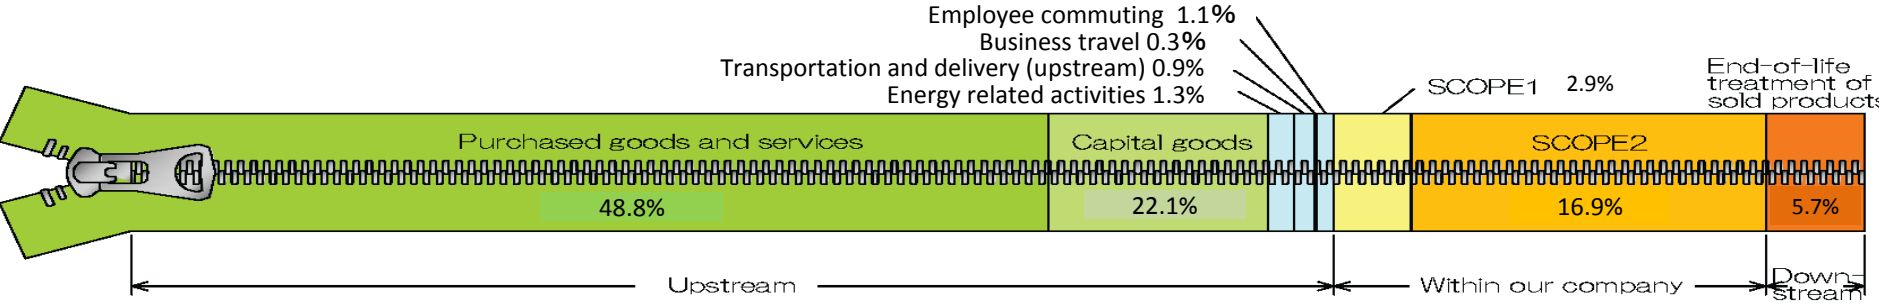 Employee commuting 1.1%
Business travel 0.3%
Transportation and delivery (upstream) 0.9%
Energy related activities 1.3%
SCOPE1 2.9%
End-of-life
treatment of
sold products
Purchased goods and services
Capital goods
SCOPE2
48.8%
22.1%
16.9%
5.7%
Upstream
Within our company
Down-
stream